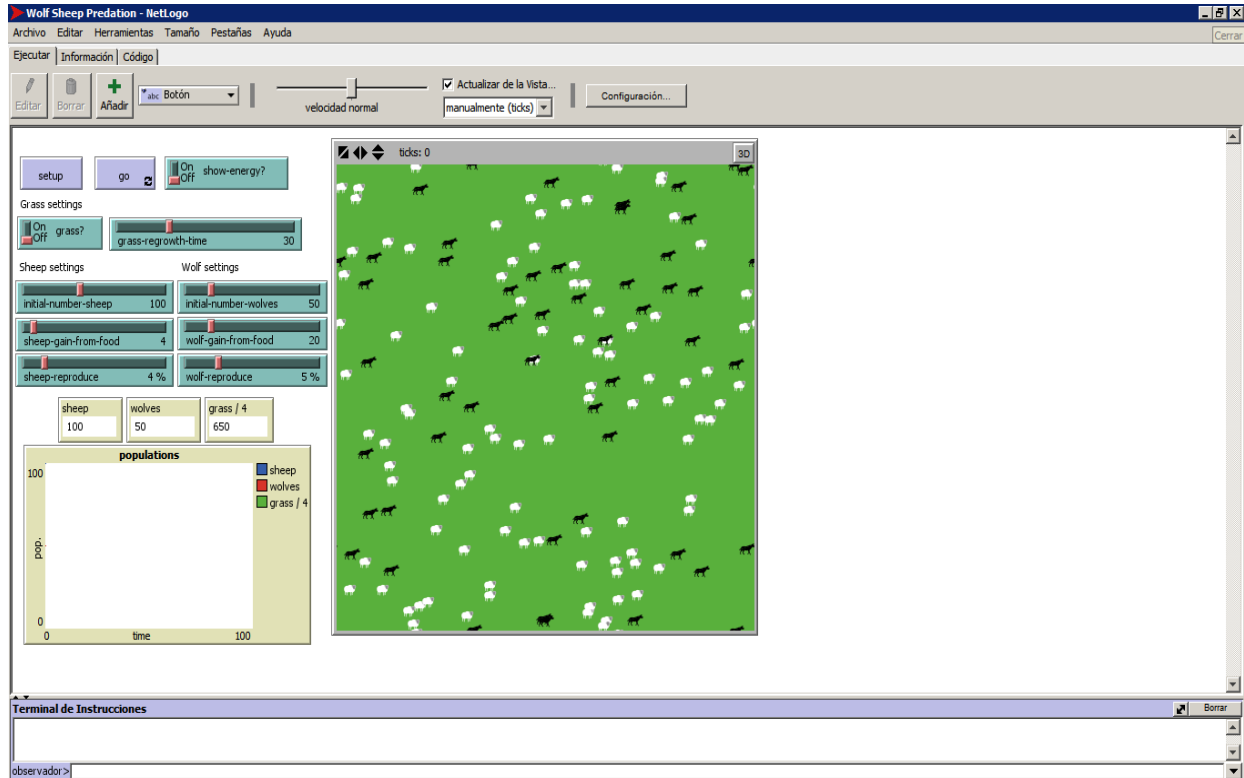 Wolf Sheep Predation - NetLogo
Archivo Editar Herramientas Tamaño Pestañas Ayuda
Cerrar
Ejecutar Información Código
Editar Borrar Añadir abc Botón velocidad normal Actualizar de la Vista... manualmente (ticks) Configuración...
ticks: 0 3D
setup go On Off show-energy?
Grass settings
On Off grass? grass-regrowth-time 30
Sheep settings Wolf settings
initial-number-sheep 100 initial-number-wolves 50
sheep-gain-from-food 4 wolf-gain-from-food 20
sheep-reproduce 4 % wolf-reproduce 5 %
sheep wolves grass / 4
100 50 650
populations
100 sheep
wolves
grass / 4
pop.
0
0 time 100
Terminal de Instrucciones Borrar
observador>